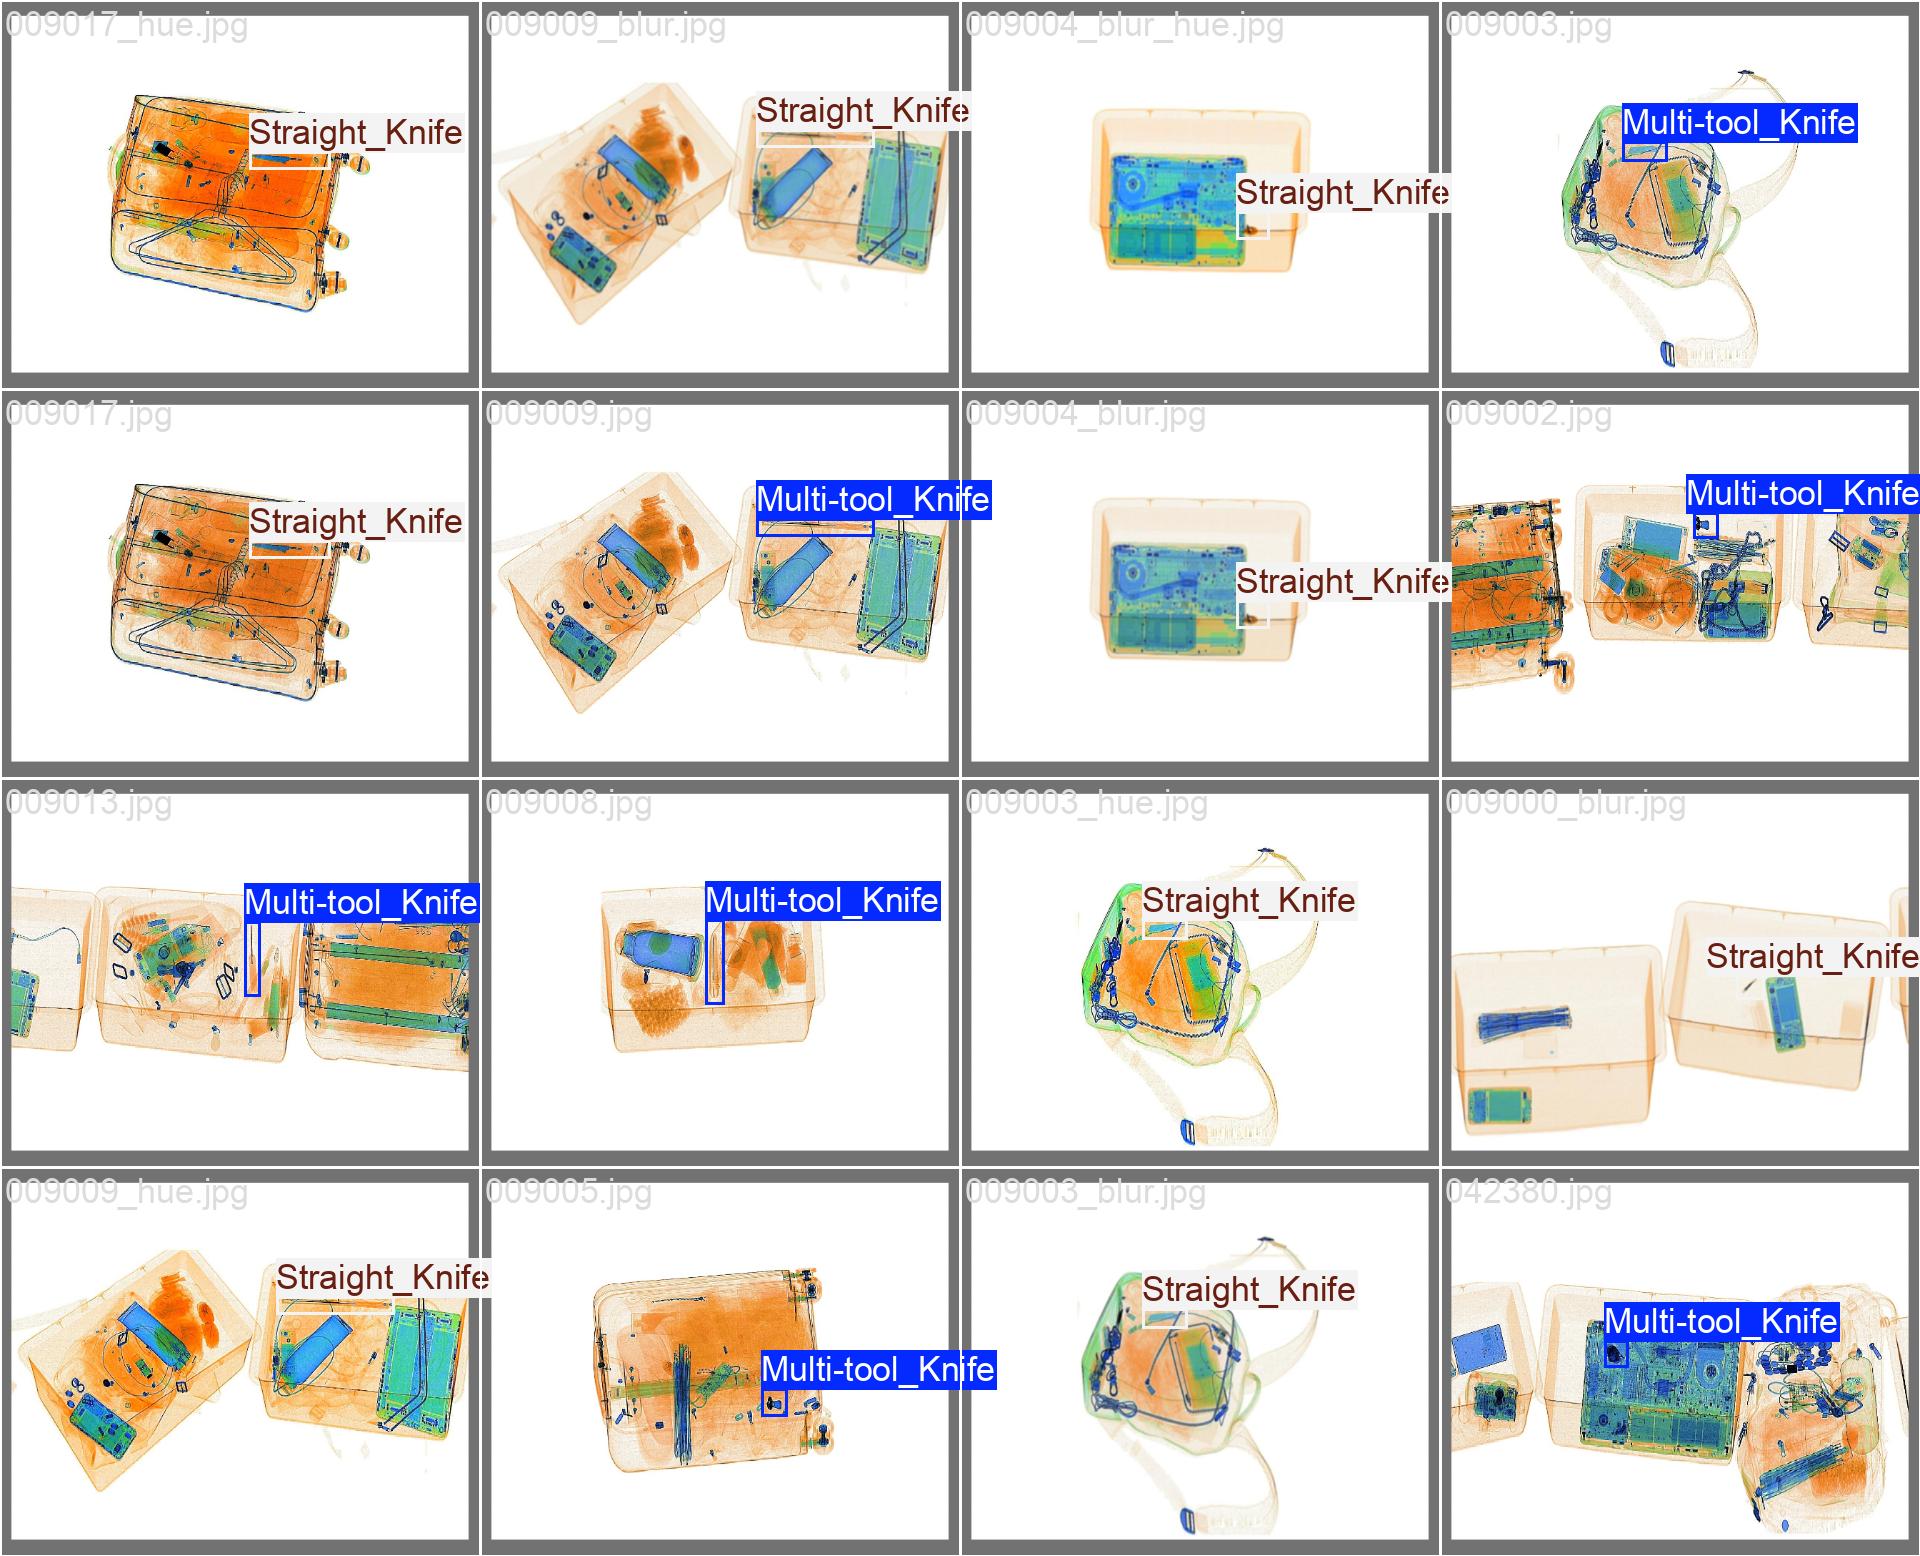 009017_hue.jpg
Straight_Knife
009009_blur.jpg
Straight_Knife
009004_blur_hue.jpg
Straight_Knife
009003.jpg
Multi-tool_Knife
009017.jpg
Straight_Knife
009009.jpg
Multi-tool_Knife
009004_blur.jpg
Straight_Knife
009002.jpg
Multi-tool_Knife
009013.jpg
Multi-tool_Knife
009008.jpg
Multi-tool_Knife
009003_hue.jpg
Straight_Knife
009000_blur.jpg
Straight_Knife
009009_hue.jpg
Straight_Knife
009005.jpg
Multi-tool_Knife
009003_blur.jpg
Straight_Knife
042380.jpg
Multi-tool_Knife